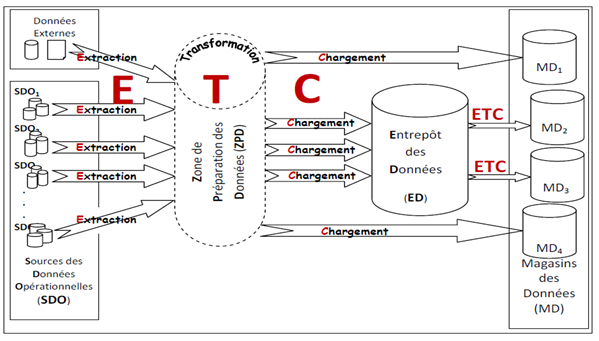 Données
Externes
Extraction
SDO1
Extraction
SDO2
Extraction
SDO
Extraction
SDO
Extraction
Sources des
Données
Opérationnelles
(SDO)
Transformation
E T C
Zone de
Préparation des
Données (ZPD)
Chargement
Chargement
Chargement
Chargement
Chargement
Entrepôt
des
Données
(ED)
ETC
ETC
MD1
MD2
MD3
MD4
Magasins
des
Données (MD)